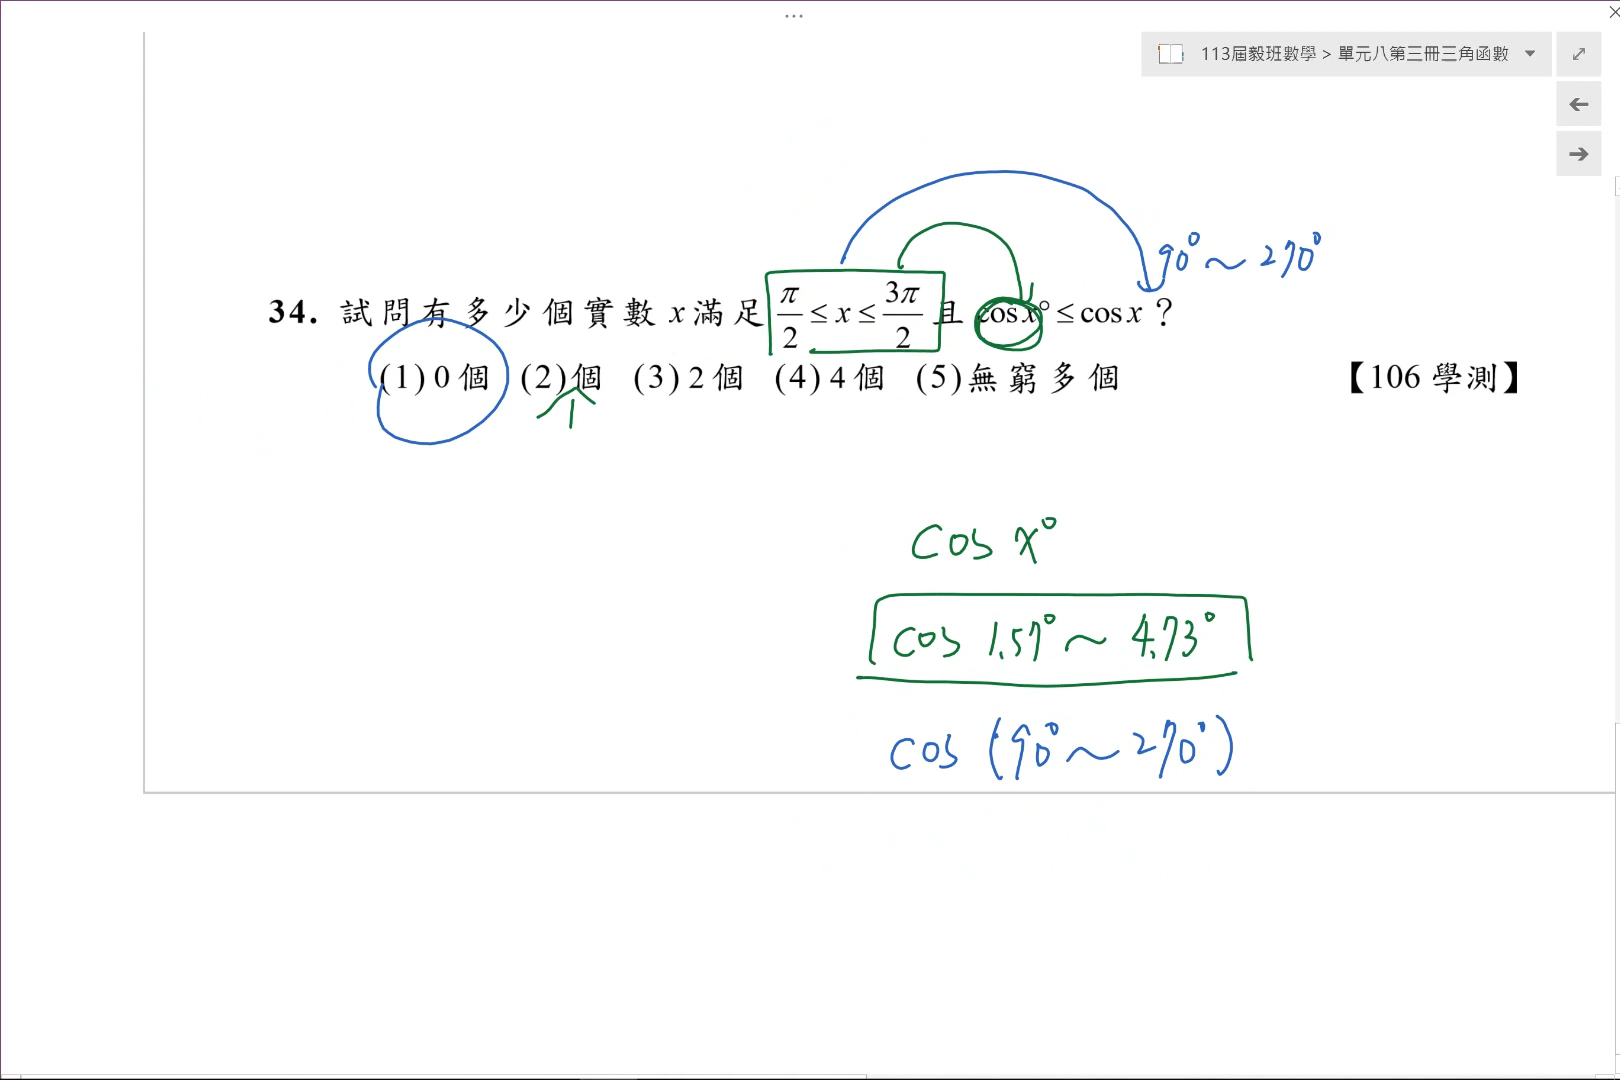 113屆毅班數學 > 單元八第三冊三角函數
90°～270°
34. 試問有多少個實數 x 滿足 π/2 ≤ x ≤ 3π/2 且 cos x° ≤ cos x？
(1) 0 個 (2) 個 (3) 2 個 (4) 4 個 (5) 無窮多個 【106 學測】
cos x°
cos 1.57°～4.73°
cos (90°～270°)